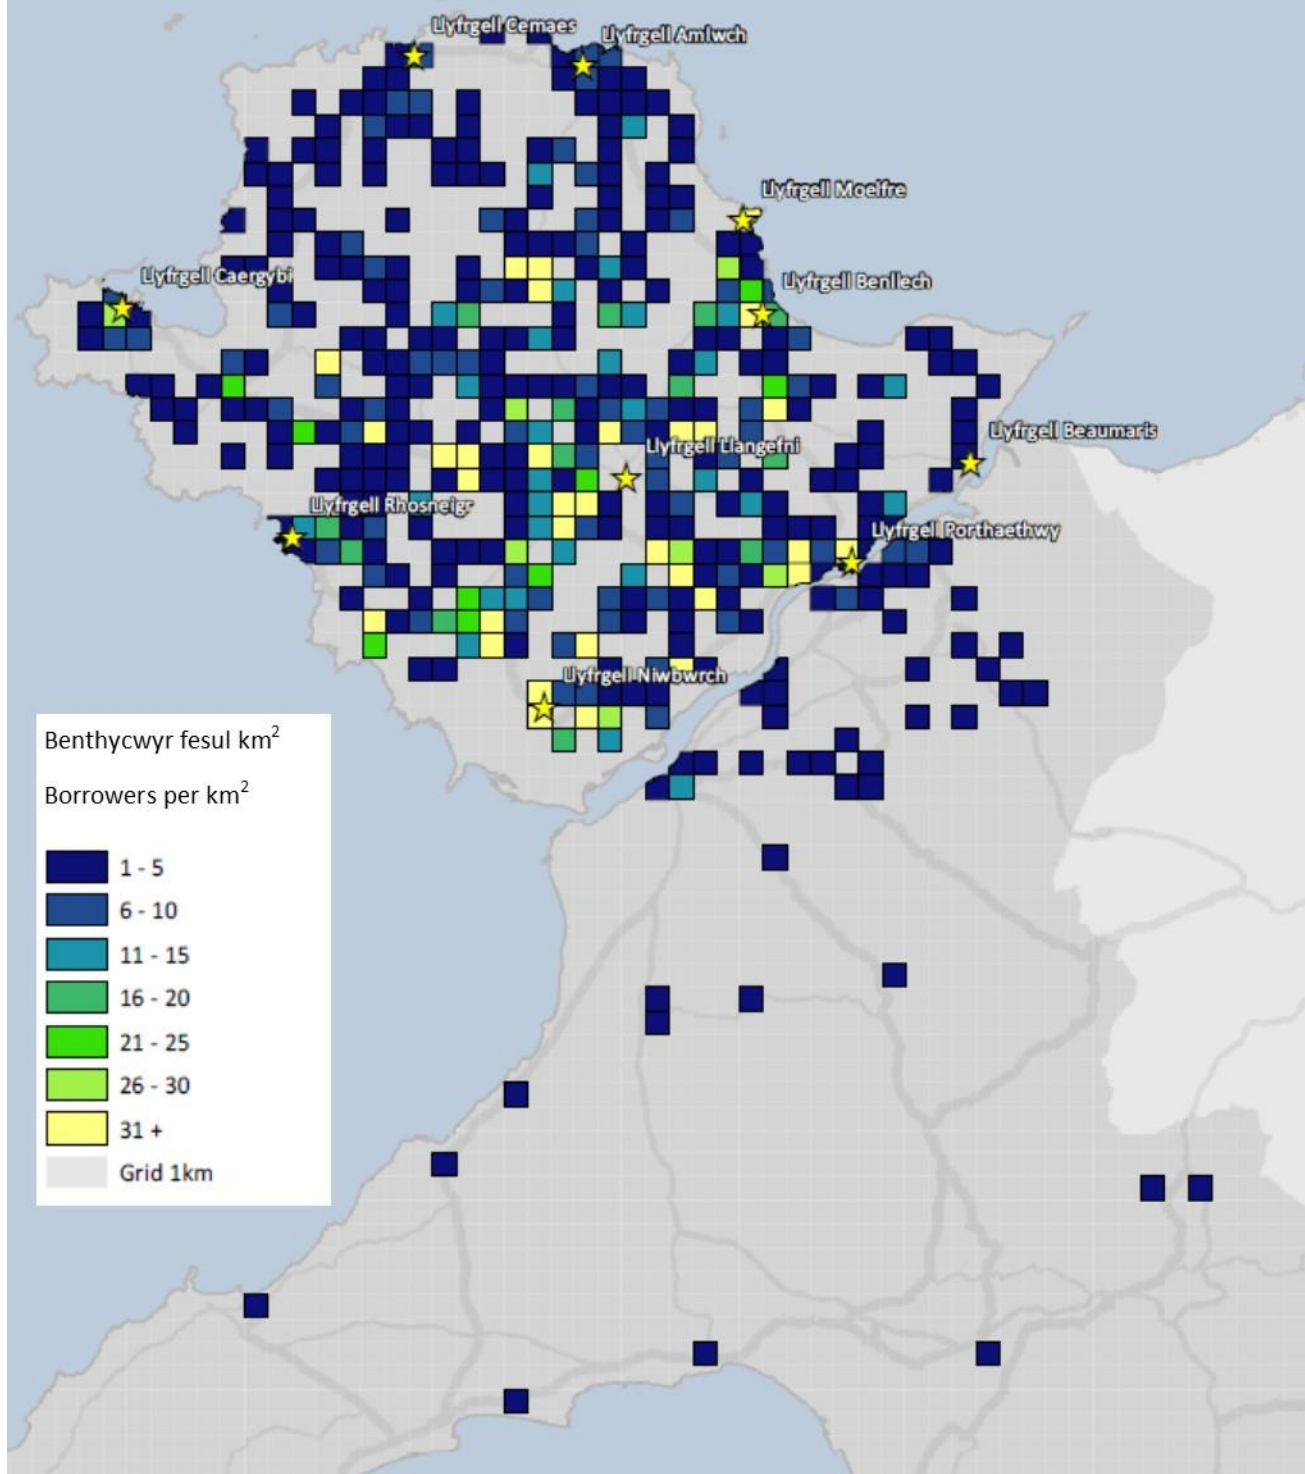 Llyfrgell Cemaes
Llyfrgell Amlwch
Llyfrgell Moelfre
Llyfrgell Caergybi
Llyfrgell Benllech
Llyfrgell Beaumaris
Llyfrgell Llangefni
Llyfrgell Rhosneigr
Llyfrgell Porthaethwy
Llyfrgell Niwbwrch
Benthycwyr fesul km²
Borrowers per km²
1 - 5
6 - 10
11 - 15
16 - 20
21 - 25
26 - 30
31 +
Grid 1km